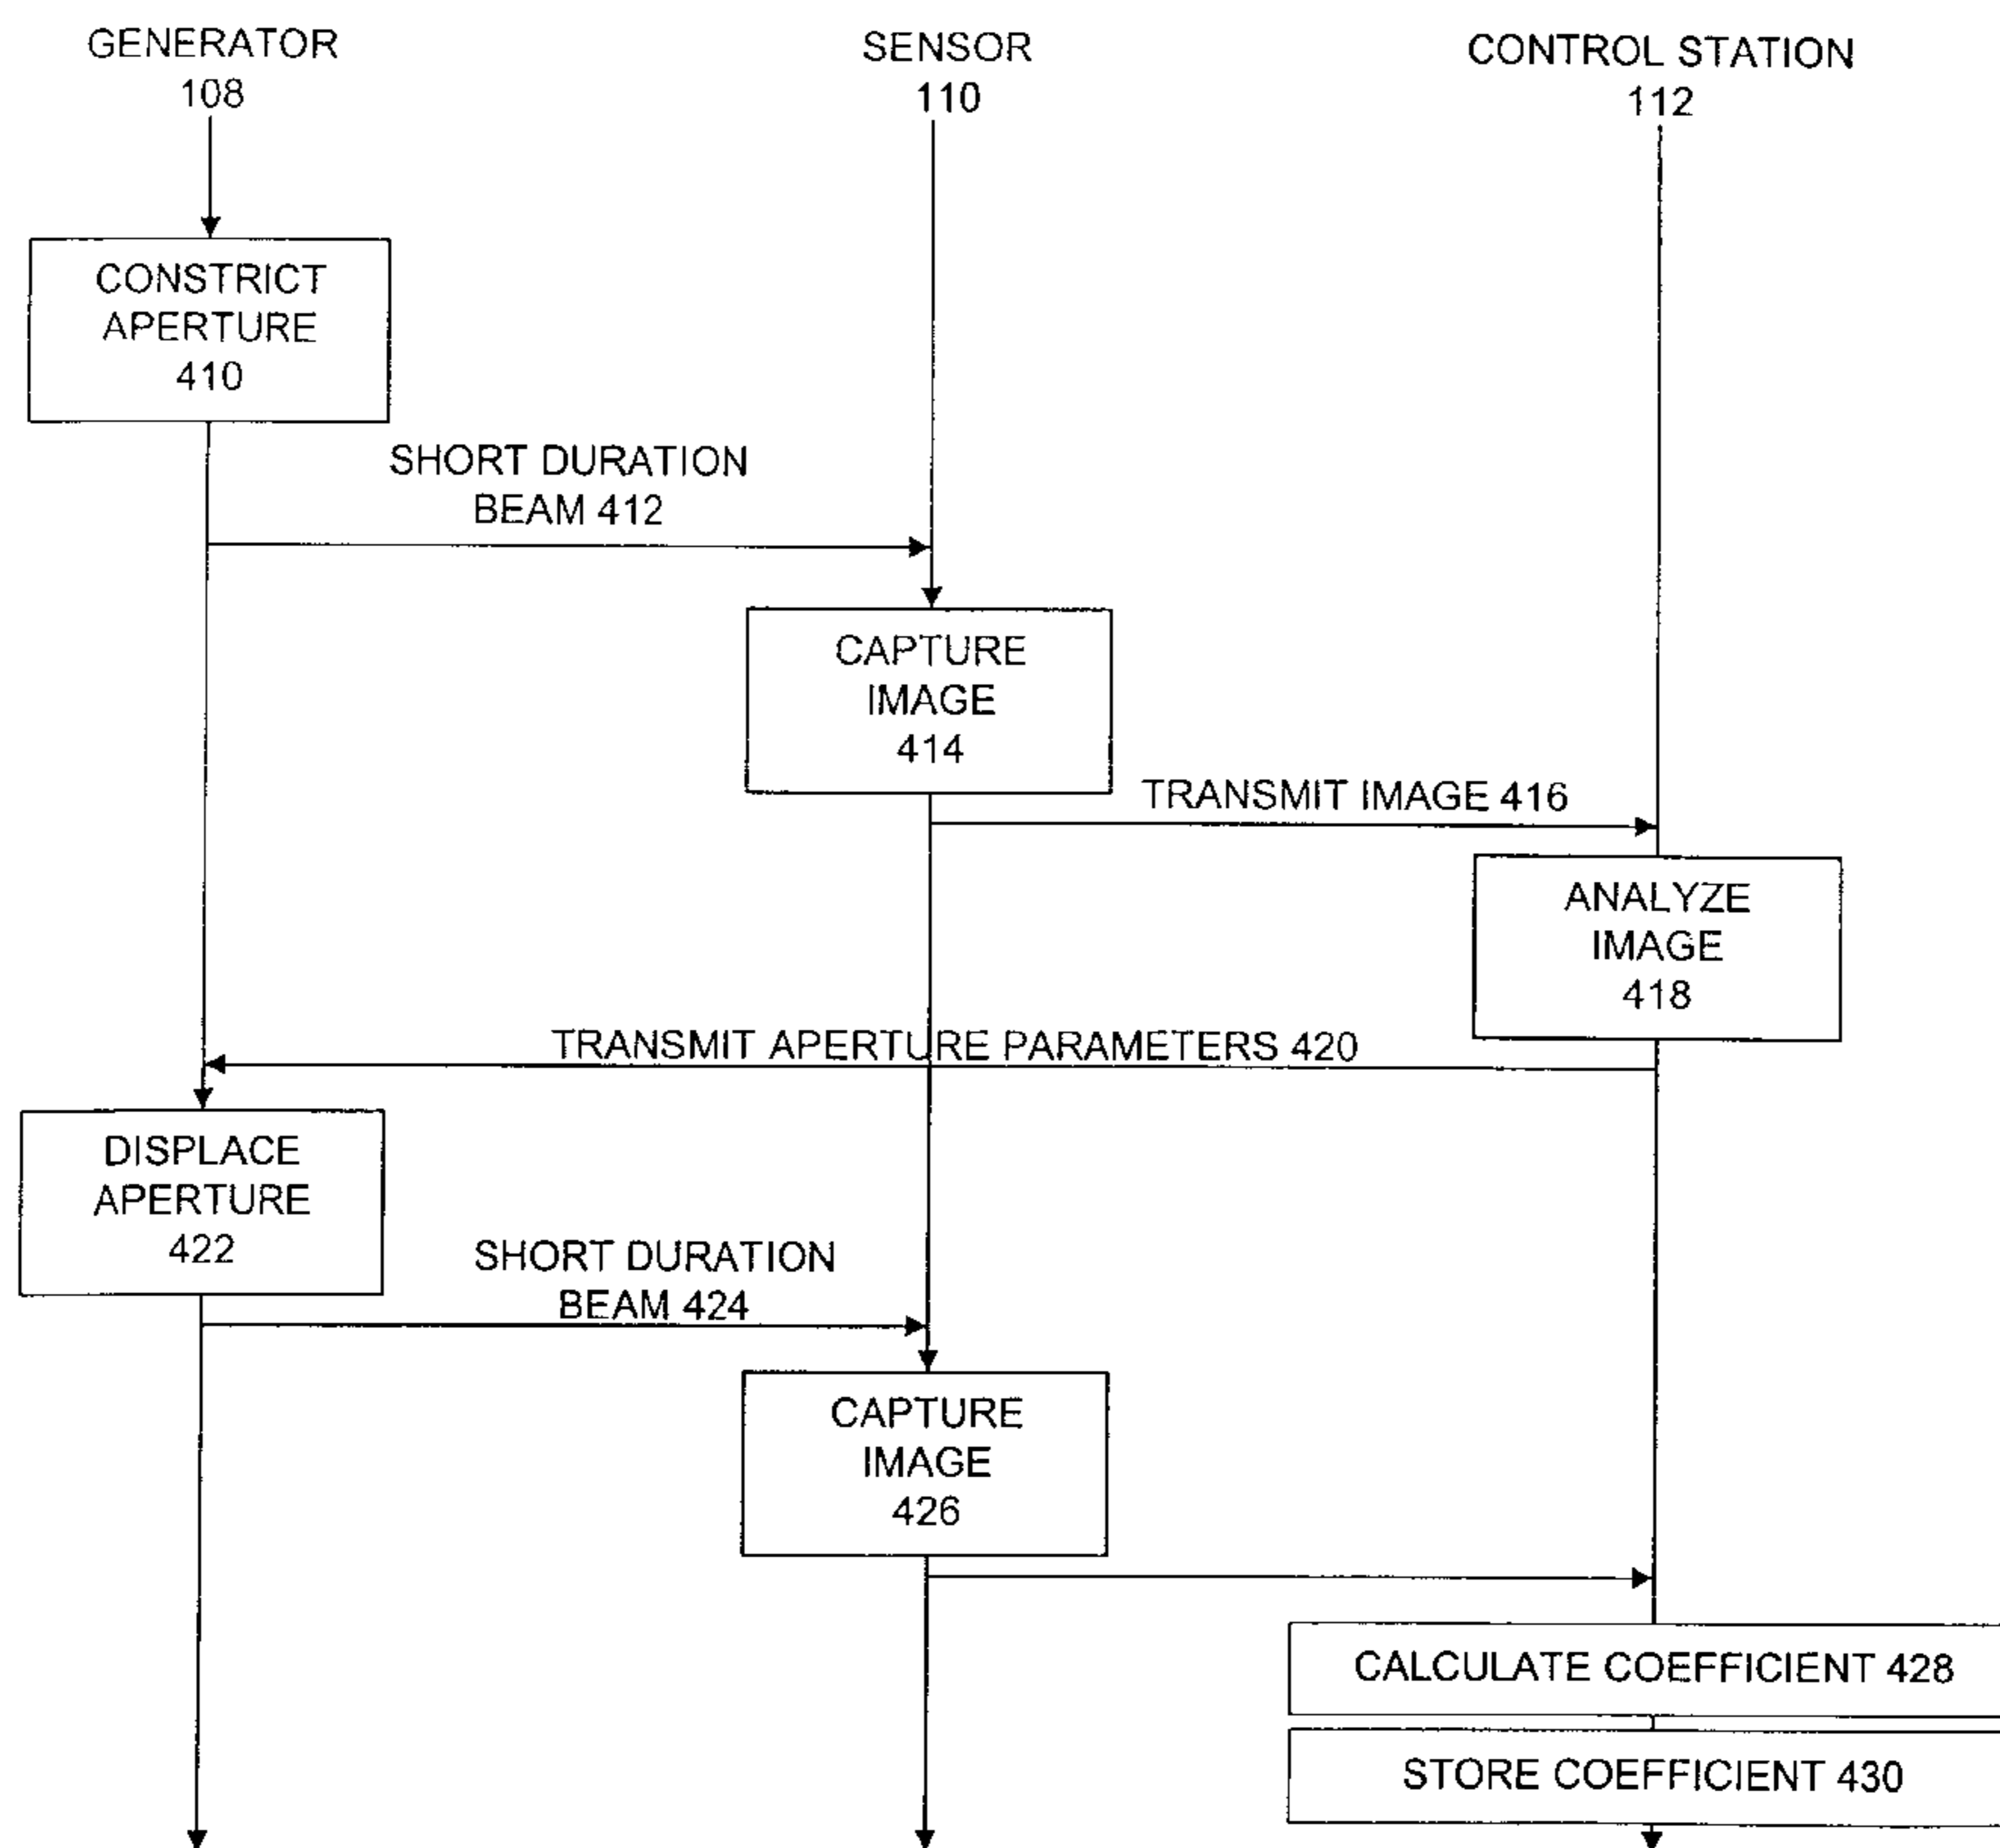 GENERATOR
108
SENSOR
110
CONTROL STATION
112
CONSTRICT
APERTURE
410
SHORT DURATION
BEAM 412
CAPTURE
IMAGE
414
TRANSMIT IMAGE 416
ANALYZE
IMAGE
418
TRANSMIT APERTURE PARAMETERS 420
DISPLACE
APERTURE
422
SHORT DURATION
BEAM 424
CAPTURE
IMAGE
426
CALCULATE COEFFICIENT 428
STORE COEFFICIENT 430